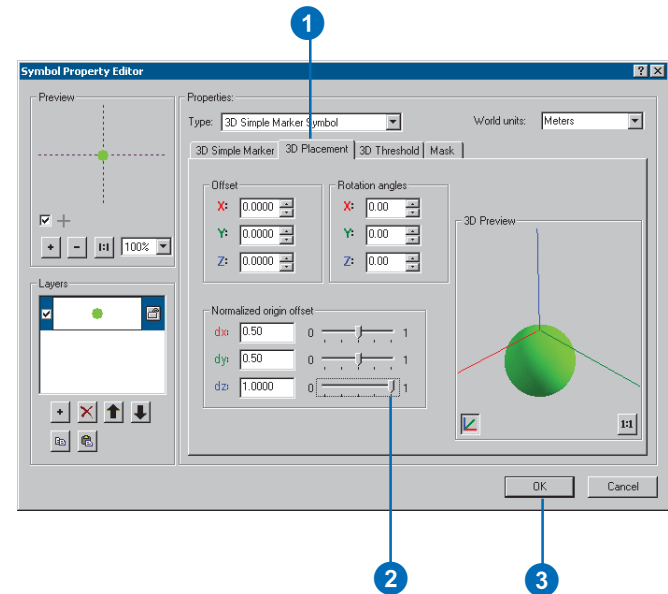 1
Symbol Property Editor
? X
Preview
Properties:
Type: 3D Simple Marker Symbol
World units: Meters
3D Simple Marker 3D Placement 3D Threshold Mask
Offset
X: 0.0000
Y: 0.0000
Z: 0.0000
Rotation angles
X: 0.00
Y: 0.00
Z: 0.00
3D Preview
+ - 1:1 100%
Layers
Normalized origin offset
dx: 0.50 0 1
dy: 0.50 0 1
dz: 1.0000 0 1
1:1
OK Cancel
2
3